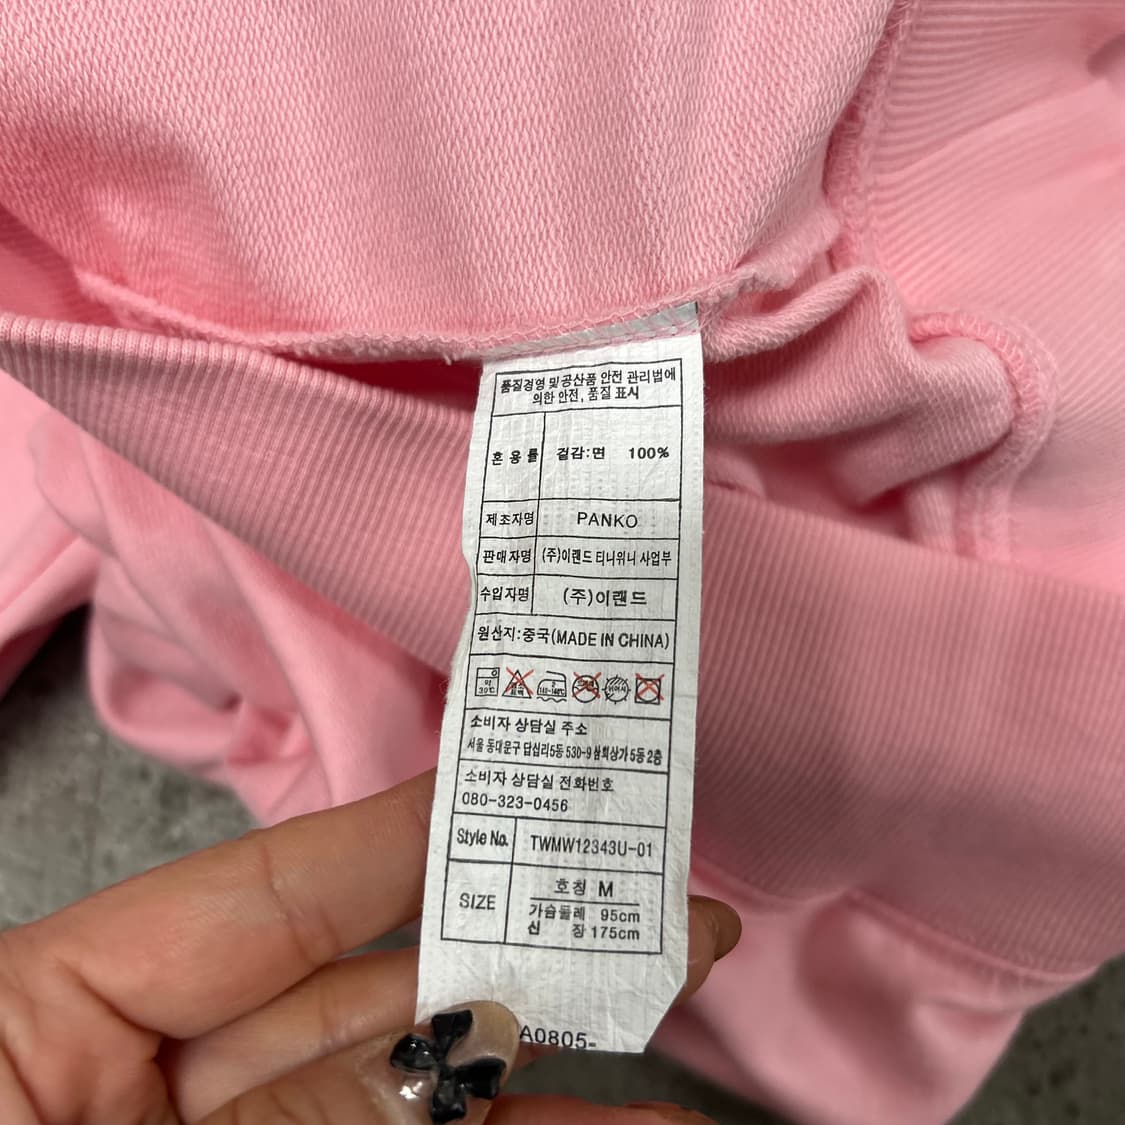 품질경영 및 공산품 안전 관리법에
의한 안전, 품질 표시
혼 용 률 겉감:면 100%
제조자명 PANKO
판매자명 (주)이랜드 티니위니 사업부
수입자명 (주)이랜드
원산지:중국(MADE IN CHINA)
약
30℃
소비자 상담실 주소
서울 동대문구 답십리5동 530-9 삼희상가 5동 2층
소비자 상담실 전화번호
080-323-0456
Style No. TWMW12343U-01
SIZE 호칭 M
가슴둘레 95cm
신 장 175cm
A0805-